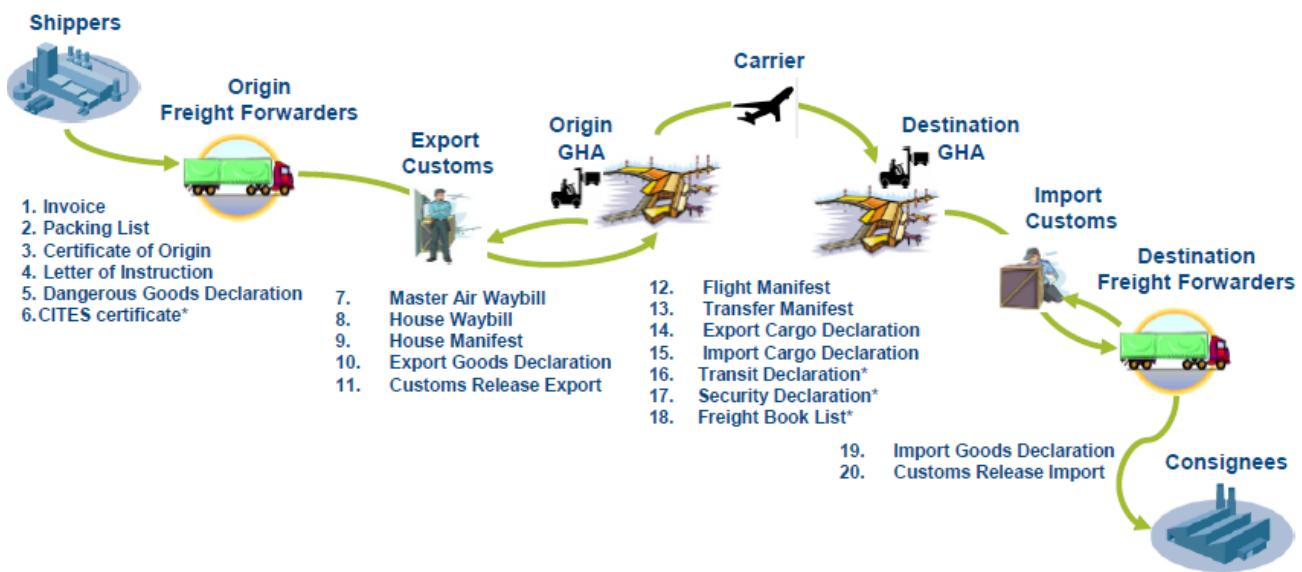 Shippers
Origin
Freight Forwarders
Export
Customs
Origin
GHA
Carrier
Destination
GHA
Import
Customs
Destination
Freight Forwarders
Consignees
1. Invoice
2. Packing List
3. Certificate of Origin
4. Letter of Instruction
5. Dangerous Goods Declaration
6.CITES certificate*
7. Master Air Waybill
8. House Waybill
9. House Manifest
10. Export Goods Declaration
11. Customs Release Export
12. Flight Manifest
13. Transfer Manifest
14. Export Cargo Declaration
15. Import Cargo Declaration
16. Transit Declaration*
17. Security Declaration*
18. Freight Book List*
19. Import Goods Declaration
20. Customs Release Import